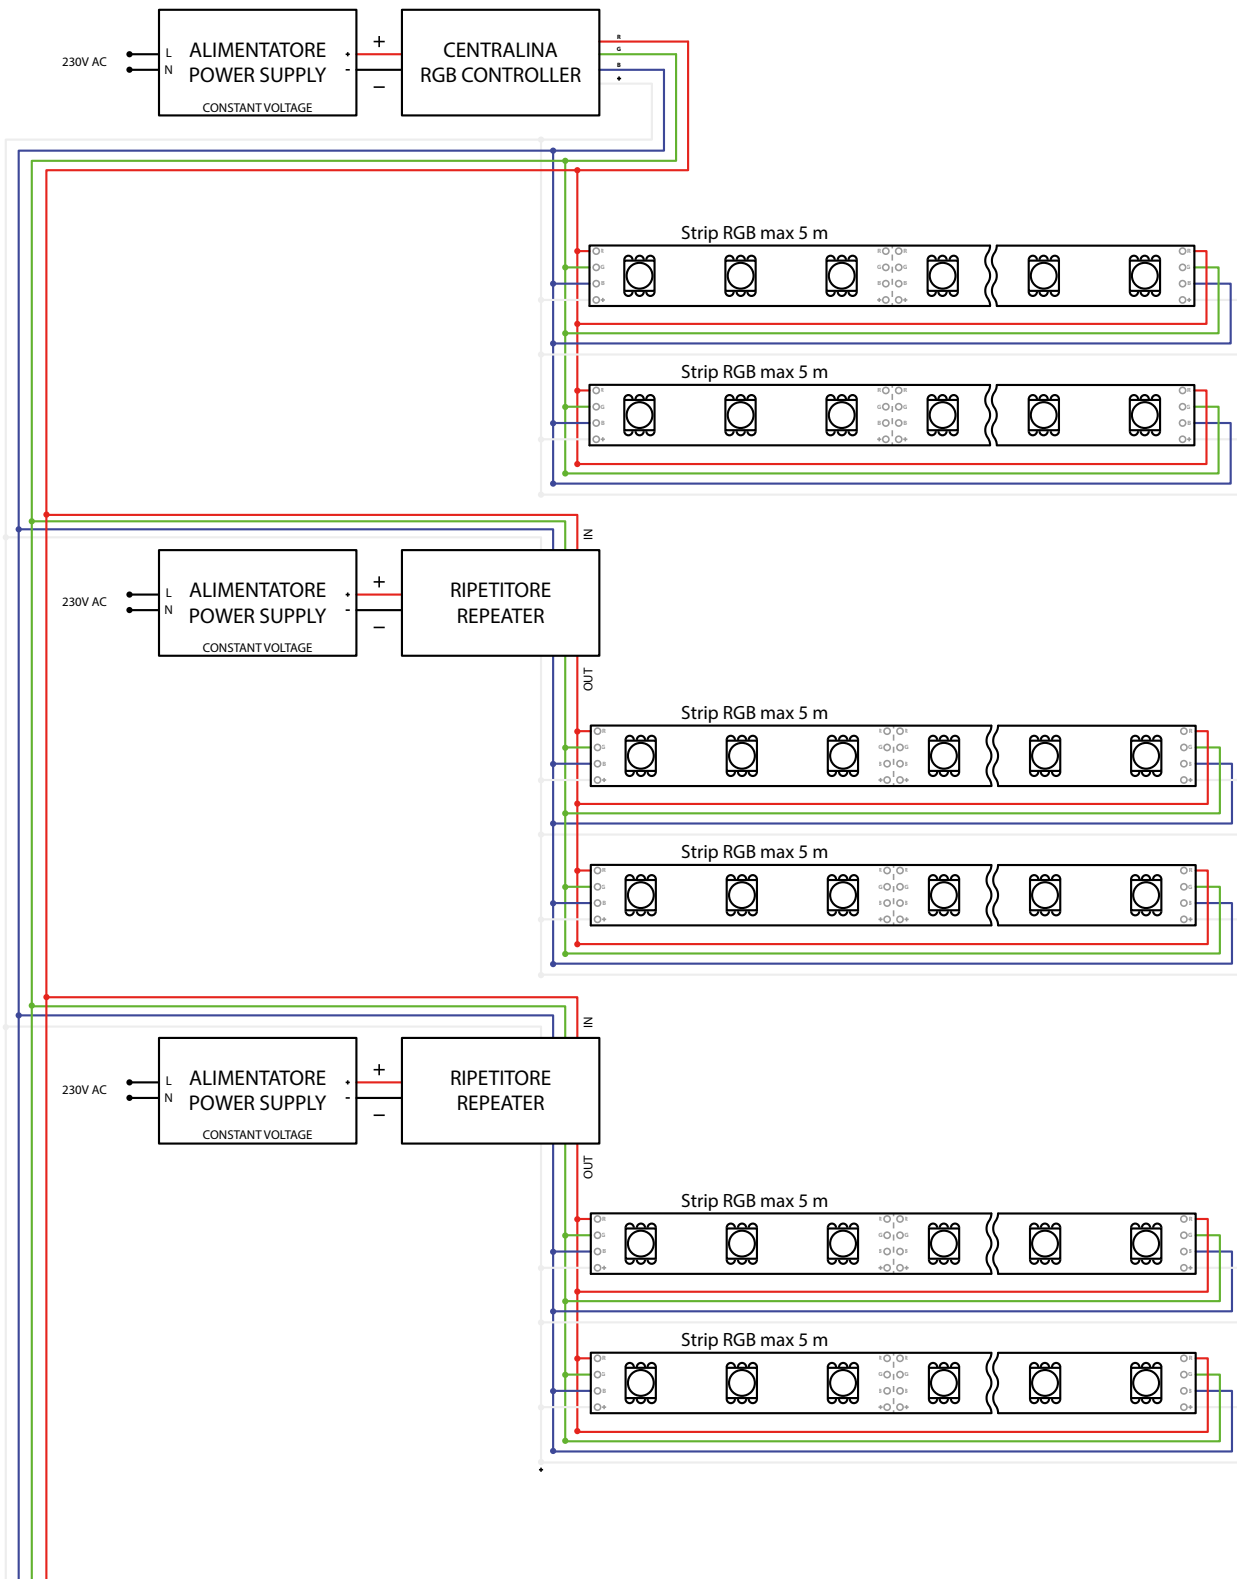 230V AC
L
N
ALIMENTATORE
POWER SUPPLY
CONSTANT VOLTAGE
+
-
+
−
CENTRALINA
RGB CONTROLLER
R
G
B
+
Strip RGB max 5 m
Strip RGB max 5 m
IN
230V AC
L
N
ALIMENTATORE
POWER SUPPLY
CONSTANT VOLTAGE
+
-
+
−
RIPETITORE
REPEATER
OUT
Strip RGB max 5 m
Strip RGB max 5 m
IN
230V AC
L
N
ALIMENTATORE
POWER SUPPLY
CONSTANT VOLTAGE
+
-
+
−
RIPETITORE
REPEATER
OUT
Strip RGB max 5 m
Strip RGB max 5 m
+